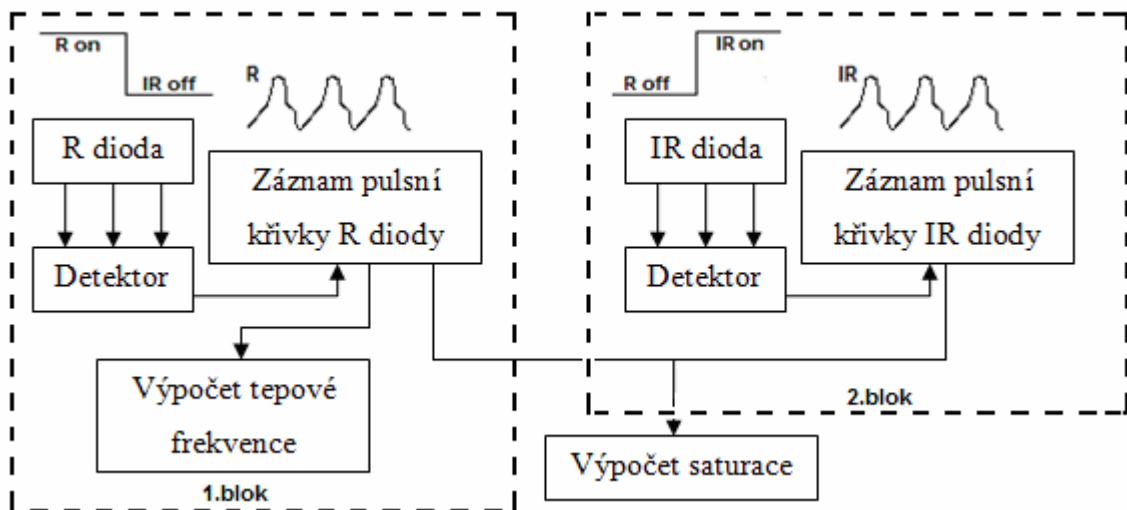 R on
IR off
R
R dioda
Záznam pulsní
křivky R diody
Detektor
Výpočet tepové
frekvence
1.blok
R off
IR on
IR
IR dioda
Záznam pulsní
křivky IR diody
Detektor
2.blok
Výpočet saturace